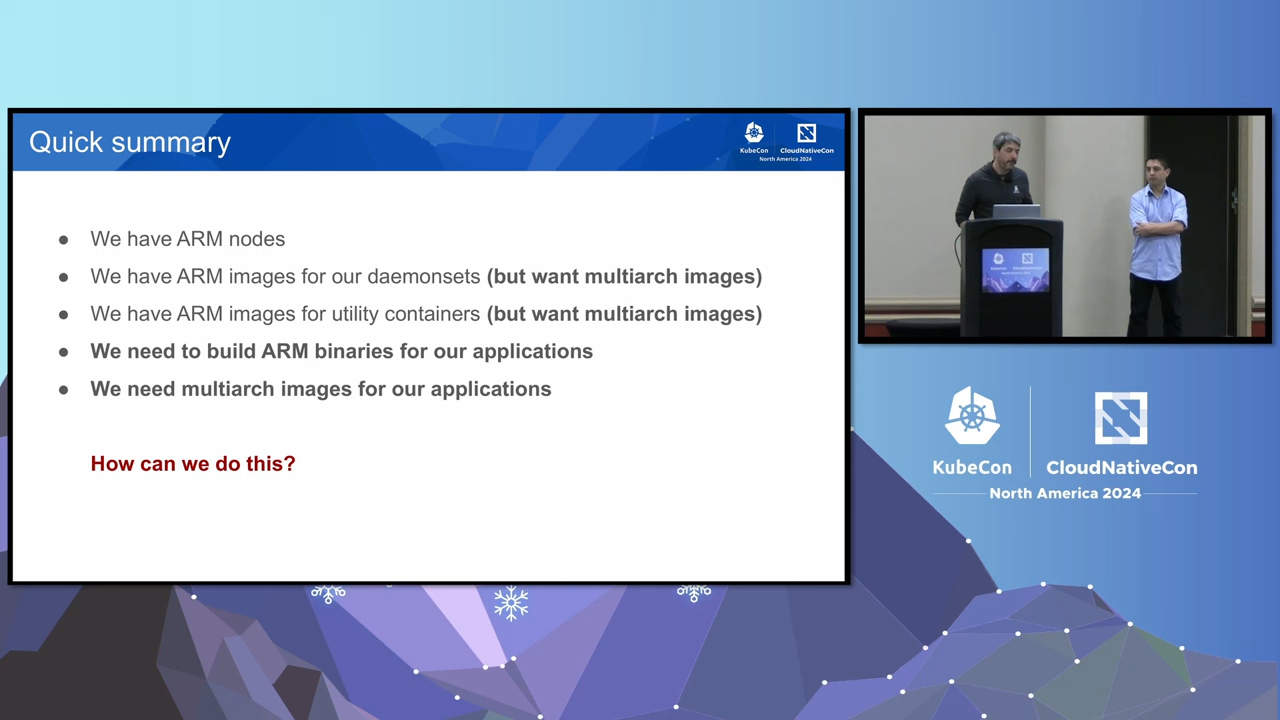 Quick summary
KubeCon
CloudNativeCon
North America 2024
● We have ARM nodes
● We have ARM images for our daemonsets (but want multiarch images)
● We have ARM images for utility containers (but want multiarch images)
● We need to build ARM binaries for our applications
● We need multiarch images for our applications
How can we do this?
KubeCon
CloudNativeCon
North America 2024